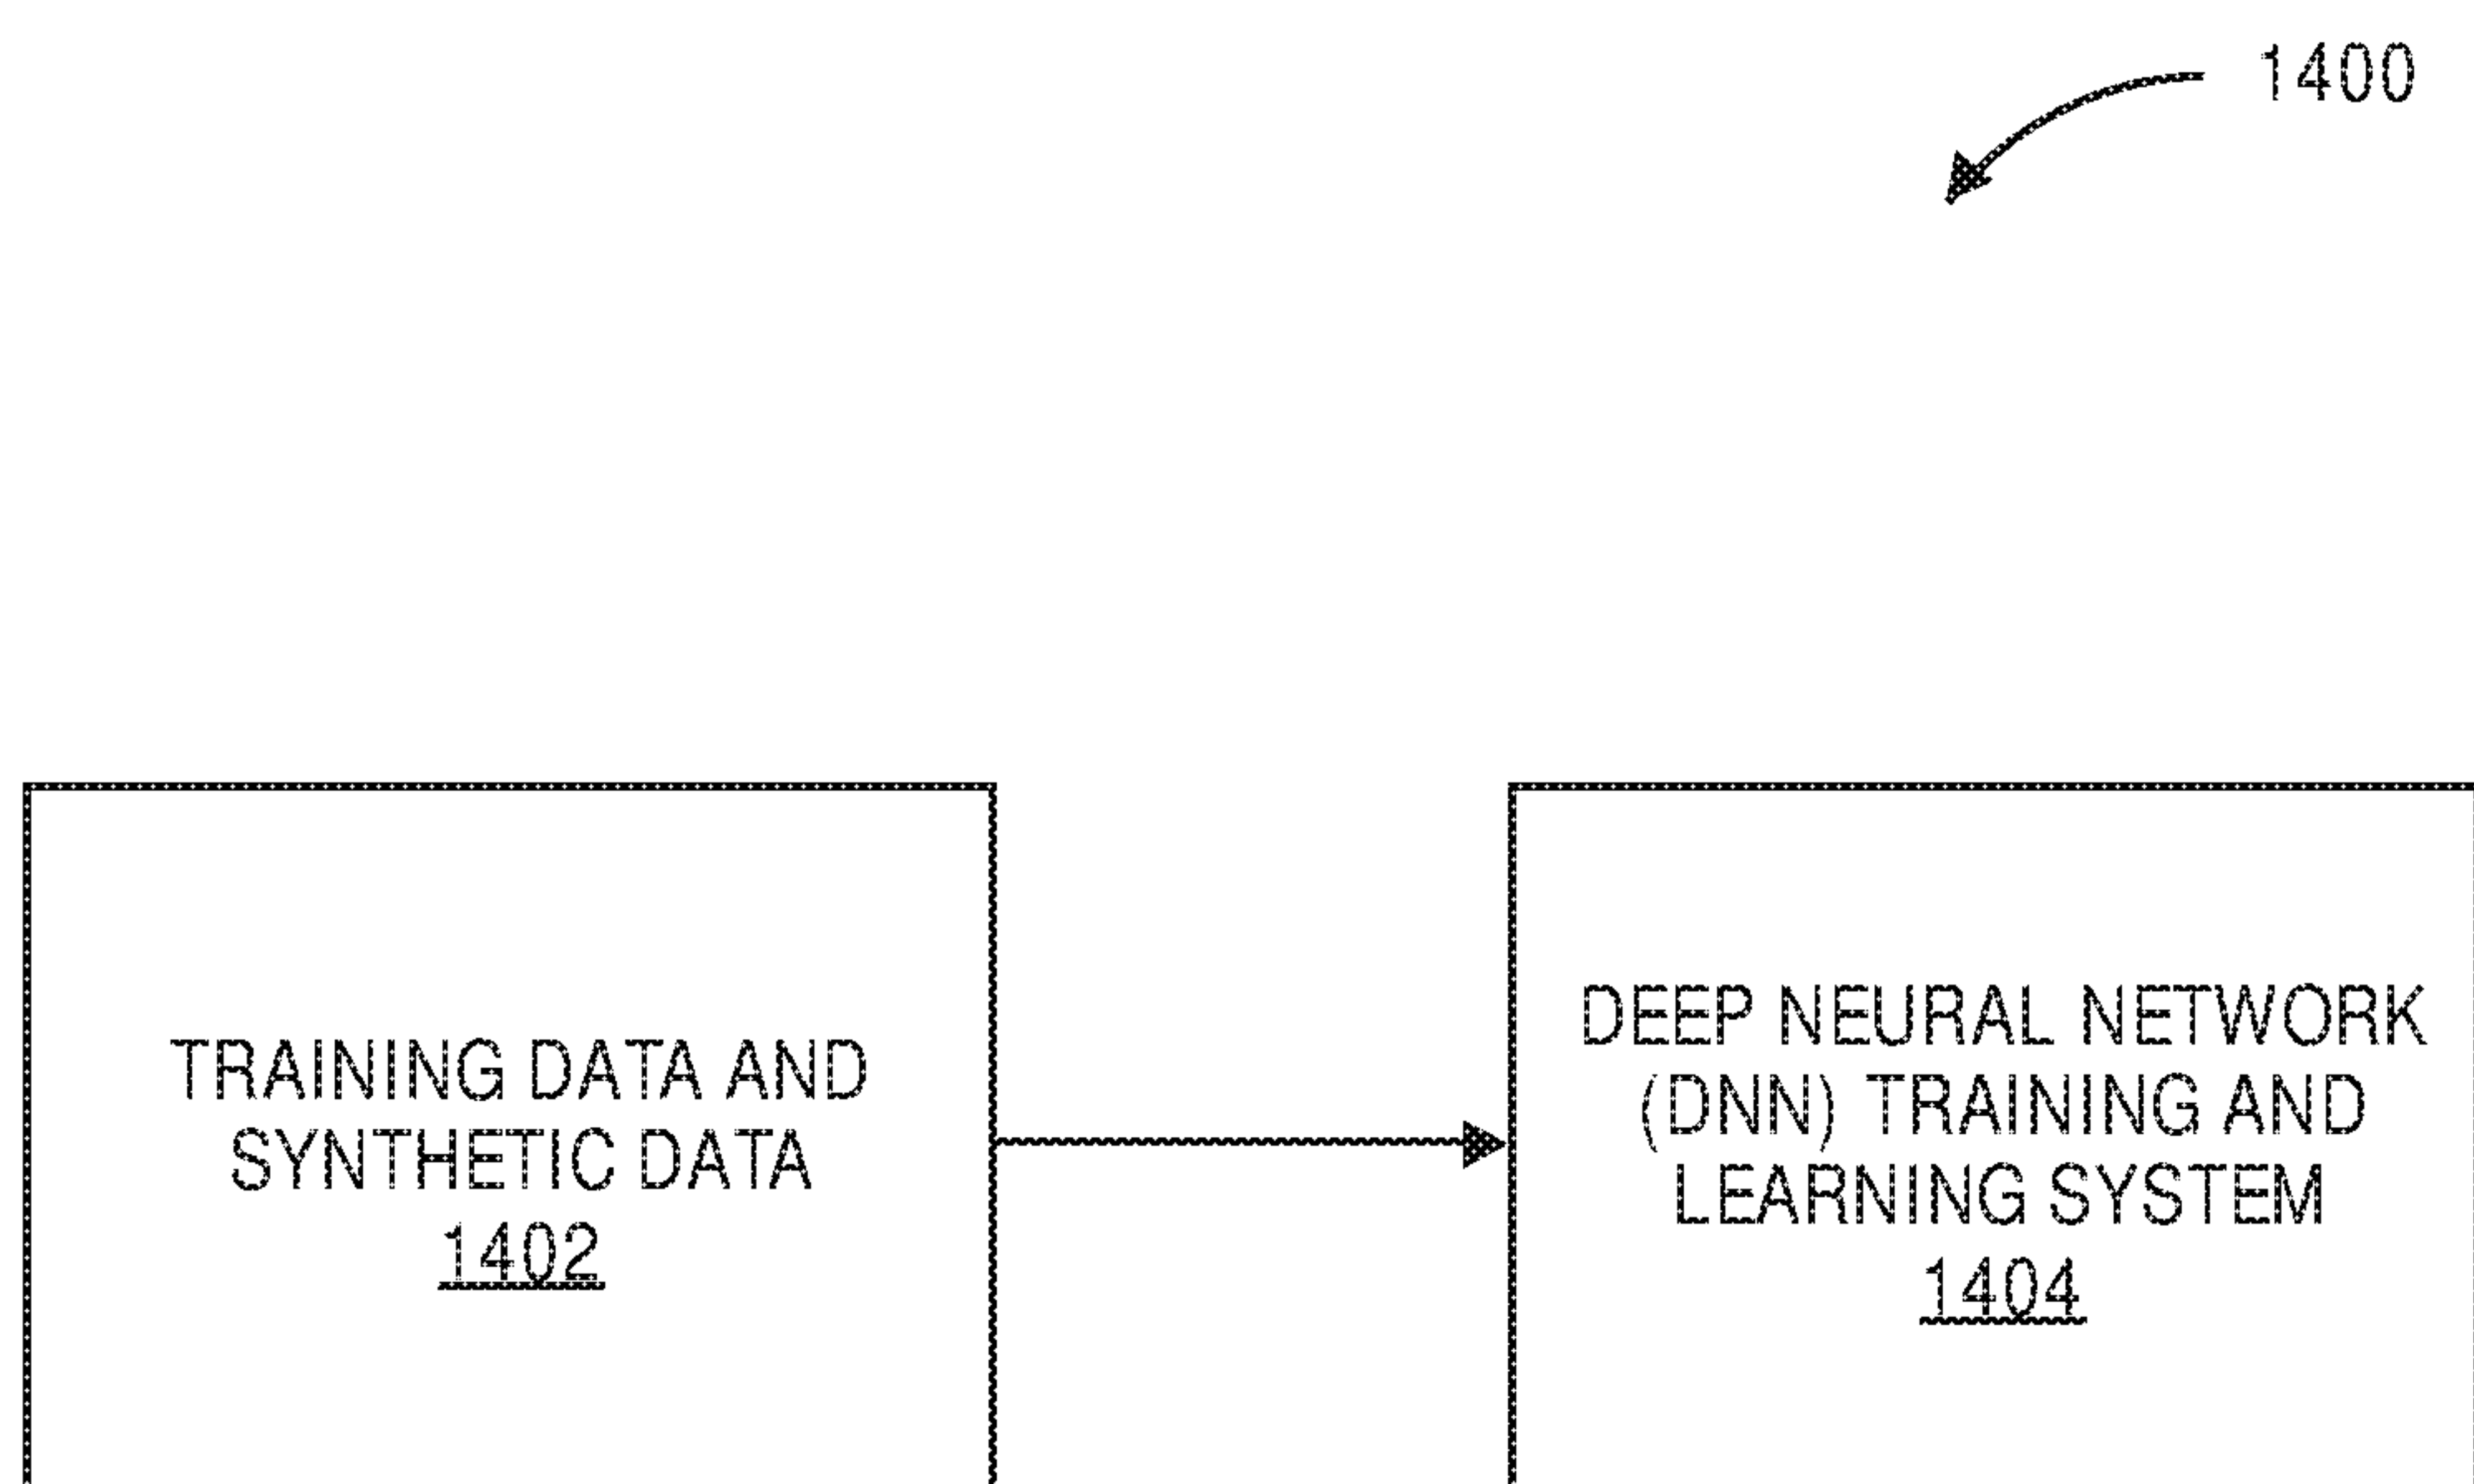 1400
TRAINING DATA AND
SYNTHETIC DATA
1402
DEEP NEURAL NETWORK
(DNN) TRAINING AND
LEARNING SYSTEM
1404